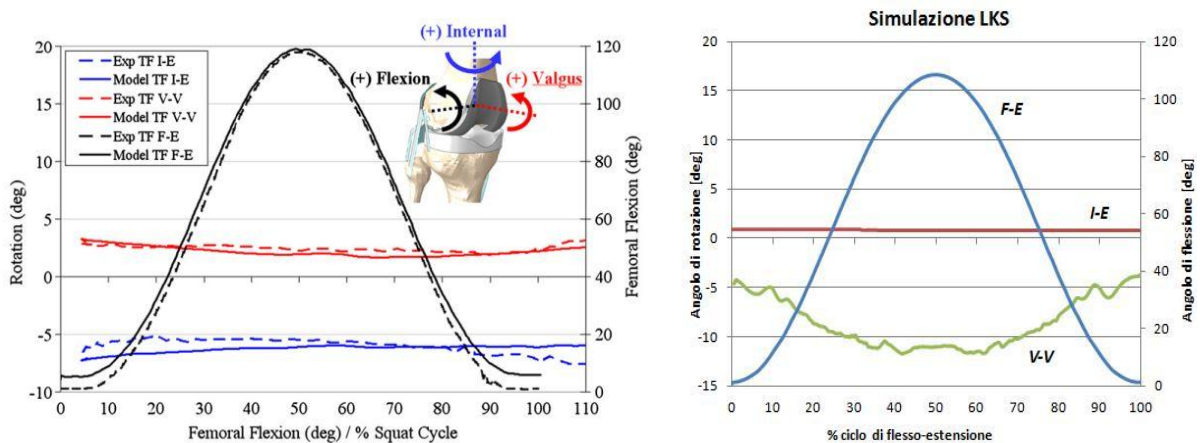 20
15
10
5
0
-5
-10
Rotation (deg)
Exp TF I-E
Model TF I-E
Exp TF V-V
Model TF V-V
Exp TF F-E
Model TF F-E
(+) Internal
(+) Flexion
(+) Valgus
120
100
80
60
40
20
0
Femoral Flexion (deg)
0 10 20 30 40 50 60 70 80 90 100 110
Femoral Flexion (deg) / % Squat Cycle
Simulazione LKS
20
15
10
5
0
-5
-10
-15
Angolo di rotazione [deg]
F-E
I-E
V-V
120
100
80
60
40
20
0
Angolo di flessione [deg]
0 10 20 30 40 50 60 70 80 90 100
% ciclo di flesso-estensione